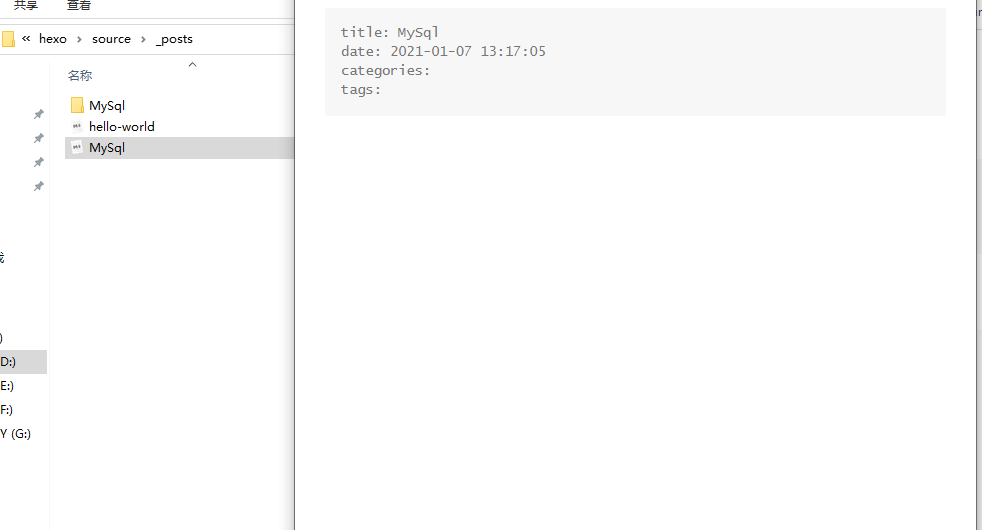 共享 查看
« hexo › source › _posts
名称
MySql
hello-world
MySql
D:)
E:)
F:)
Y (G:)
title: MySql
date: 2021-01-07 13:17:05
categories:
tags: